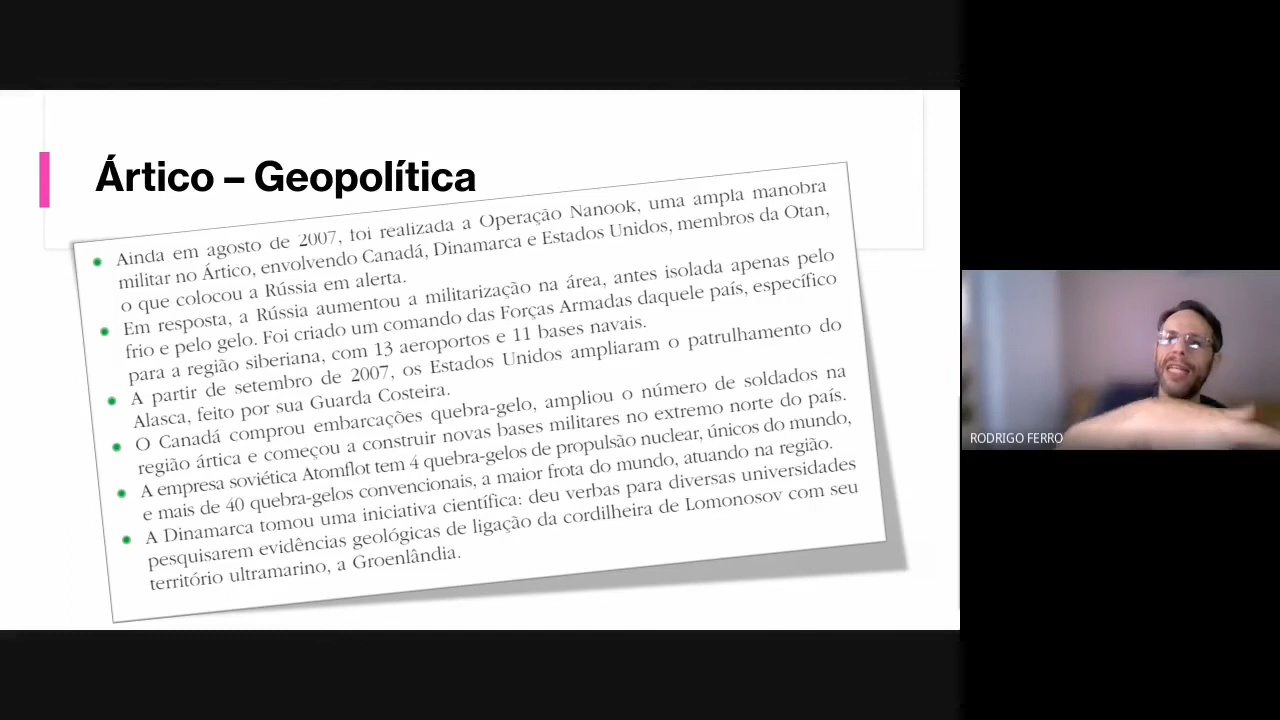 Ártico – Geopolítica
Ainda em agosto de 2007, foi realizada a Operação Nanook, uma ampla manobra
militar no Ártico, envolvendo Canadá, Dinamarca e Estados Unidos, membros da Otan,
o que colocou a Rússia em alerta.
Em resposta, a Rússia aumentou a militarização na área, antes isolada apenas pelo
frio e pelo gelo. Foi criado um comando das Forças Armadas daquele país, específico
para a região siberiana, com 13 aeroportos e 11 bases navais.
A partir de setembro de 2007, os Estados Unidos ampliaram o patrulhamento do
Alasca, feito por sua Guarda Costeira.
O Canadá comprou embarcações quebra-gelo, ampliou o número de soldados na
região ártica e começou a construir novas bases militares no extremo norte do país.
A empresa soviética Atomflot tem 4 quebra-gelos de propulsão nuclear, únicos do mundo,
e mais de 40 quebra-gelos convencionais, a maior frota do mundo, atuando na região.
A Dinamarca tomou uma iniciativa científica: deu verbas para diversas universidades
pesquisarem evidências geológicas de ligação da cordilheira de Lomonosov com seu
território ultramarino, a Groenlândia.
RODRIGO FERRO